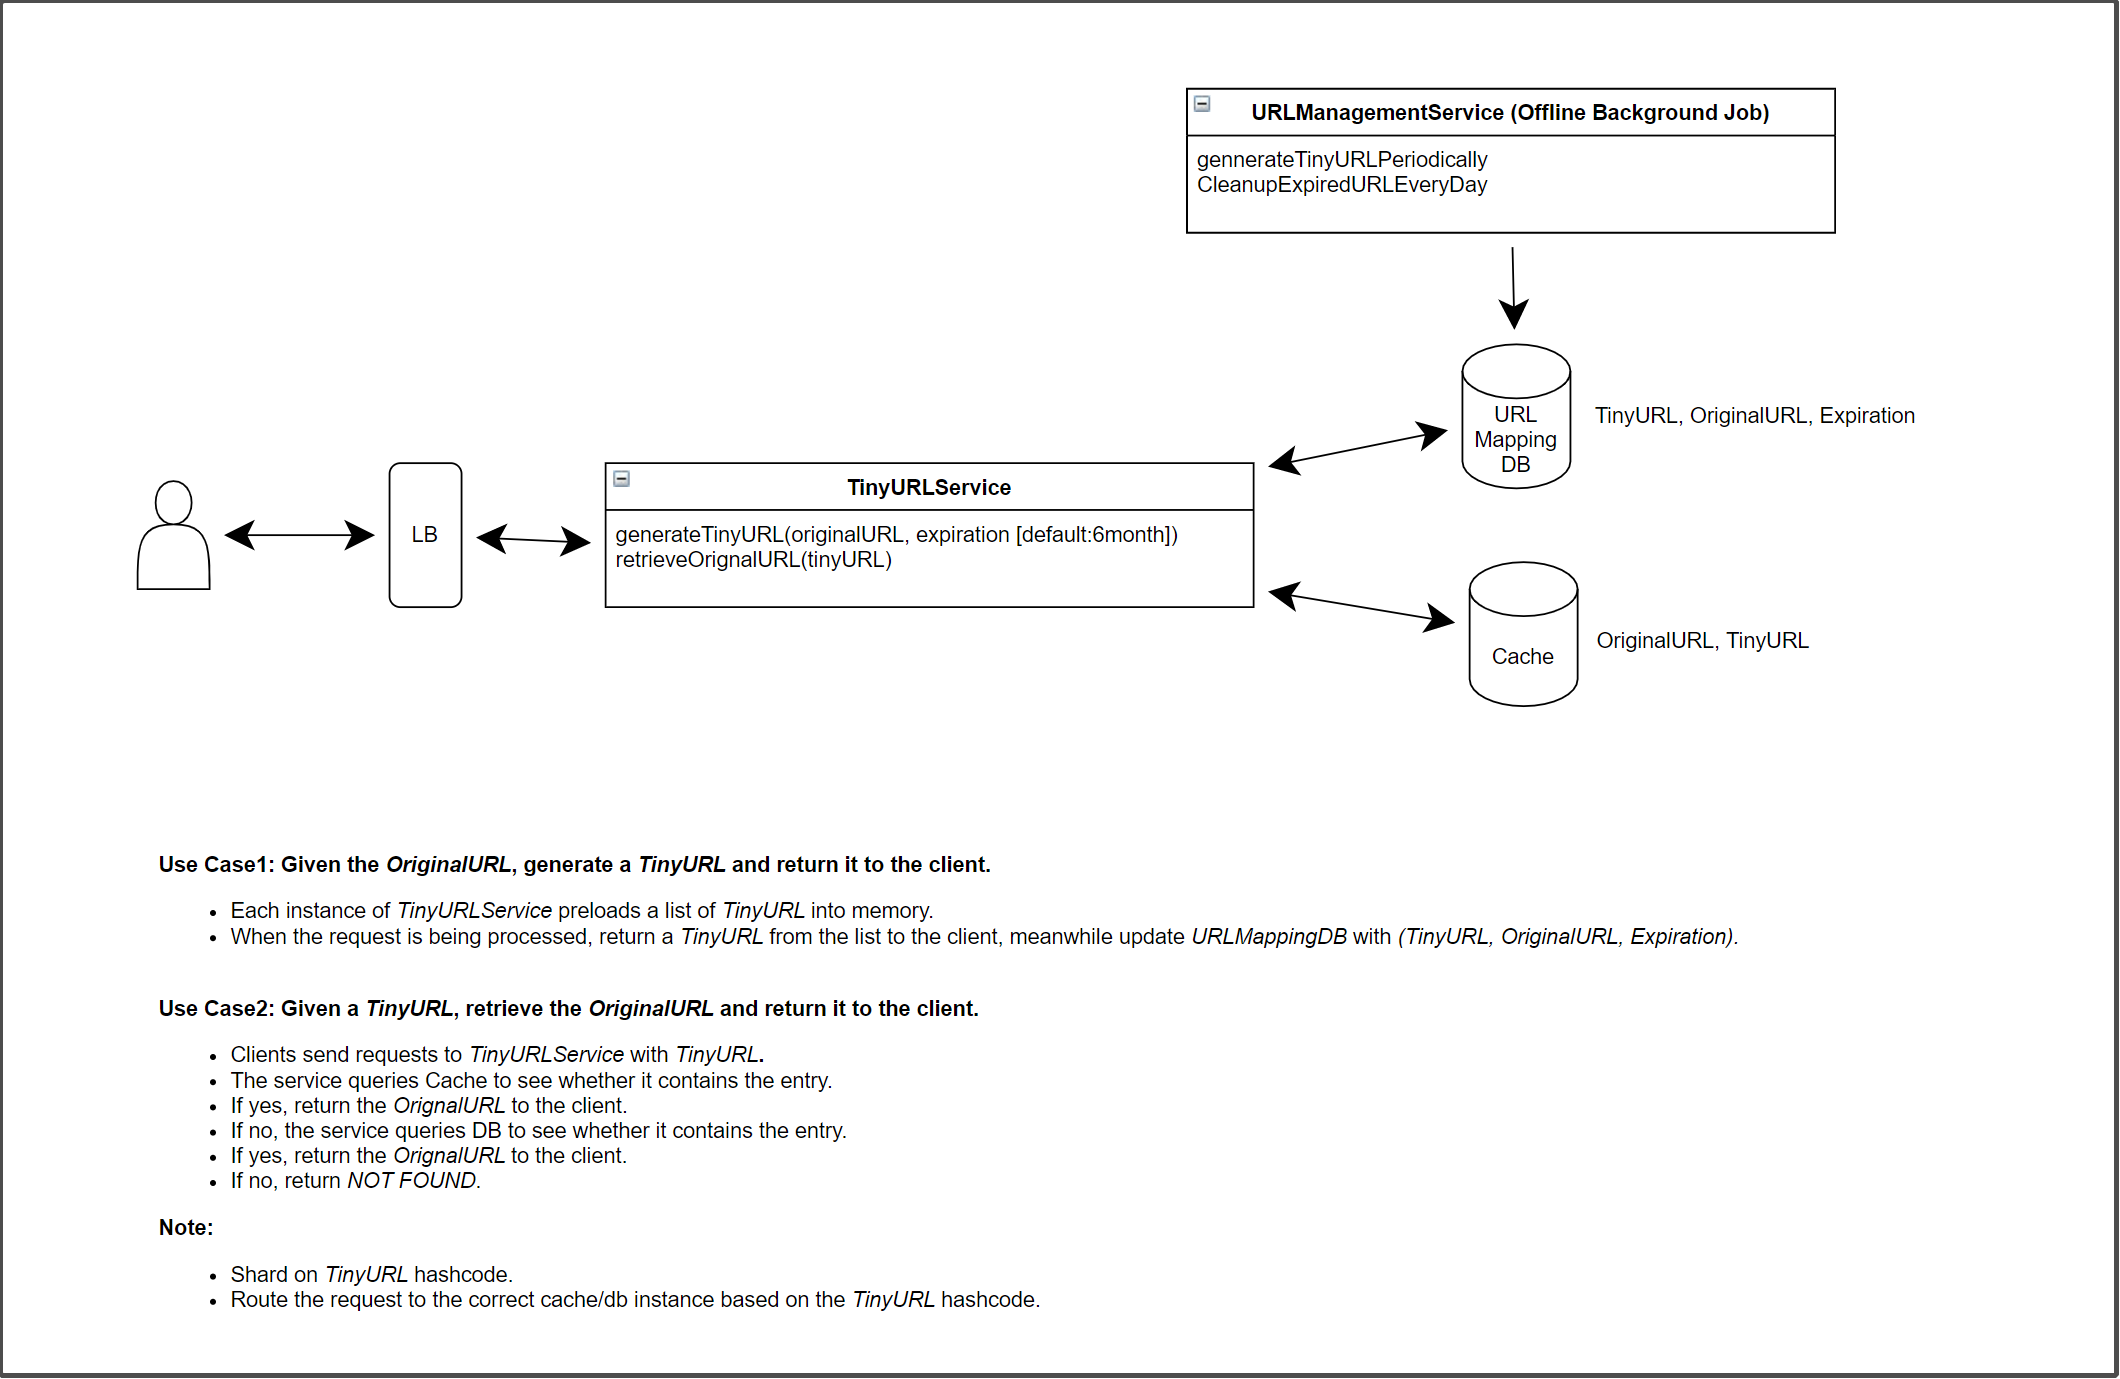 URLManagementService (Offline Background Job)
gennerateTinyURLPeriodically
CleanupExpiredURLEveryDay
URL
Mapping
DB
TinyURL, OriginalURL, Expiration
LB
TinyURLService
generateTinyURL(originalURL, expiration [default:6month])
retrieveOrignalURL(tinyURL)
Cache
OriginalURL, TinyURL
Use Case1: Given the OriginalURL, generate a TinyURL and return it to the client.
• Each instance of TinyURLService preloads a list of TinyURL into memory.
• When the request is being processed, return a TinyURL from the list to the client, meanwhile update URLMappingDB with (TinyURL, OriginalURL, Expiration).
Use Case2: Given a TinyURL, retrieve the OriginalURL and return it to the client.
• Clients send requests to TinyURLService with TinyURL.
• The service queries Cache to see whether it contains the entry.
• If yes, return the OrignalURL to the client.
• If no, the service queries DB to see whether it contains the entry.
• If yes, return the OrignalURL to the client.
• If no, return NOT FOUND.
Note:
• Shard on TinyURL hashcode.
• Route the request to the correct cache/db instance based on the TinyURL hashcode.